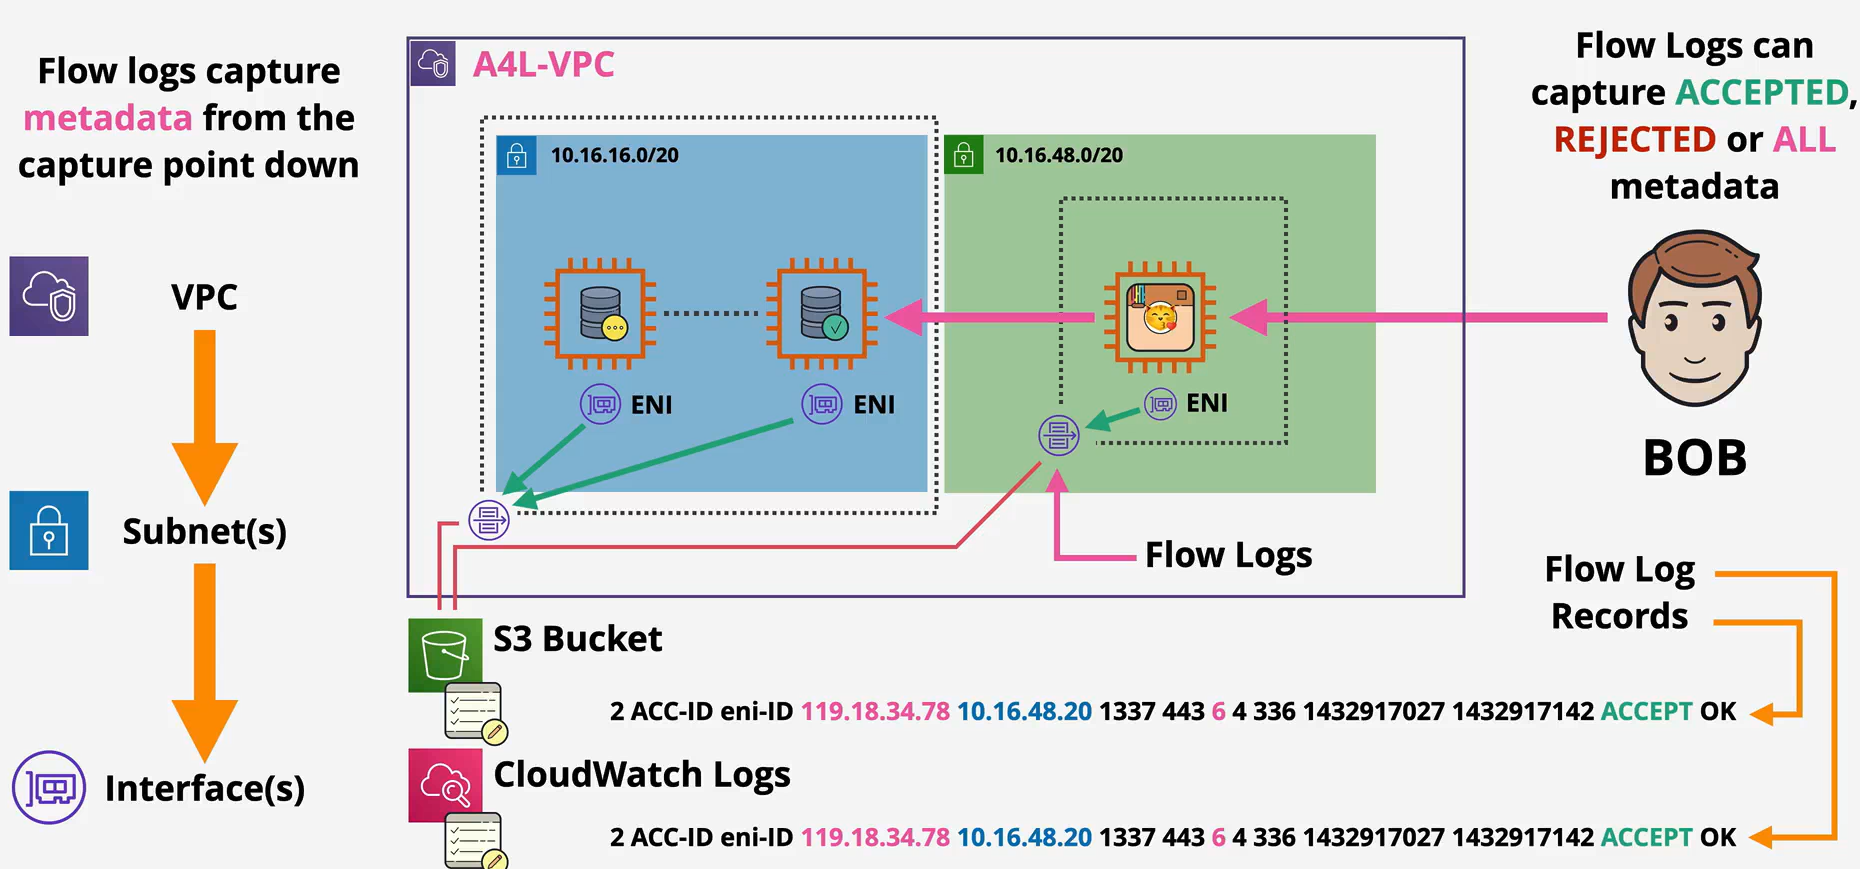 Flow logs capture
metadata from the
capture point down
VPC
Subnet(s)
Interface(s)
A4L-VPC
10.16.16.0/20
10.16.48.0/20
ENI
ENI
ENI
Flow Logs
Flow Logs can
capture ACCEPTED,
REJECTED or ALL
metadata
BOB
Flow Log
Records
S3 Bucket
2 ACC-ID eni-ID 119.18.34.78 10.16.48.20 1337 443 6 4 336 1432917027 1432917142 ACCEPT OK
CloudWatch Logs
2 ACC-ID eni-ID 119.18.34.78 10.16.48.20 1337 443 6 4 336 1432917027 1432917142 ACCEPT OK